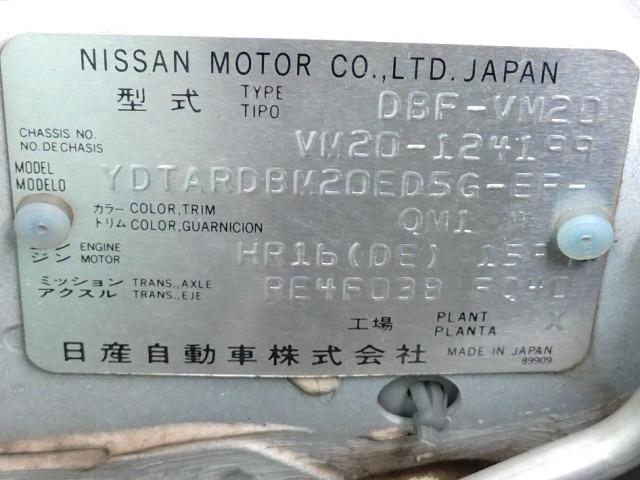 NISSAN MOTOR CO.,LTD. JAPAN
型式 TYPE TIPO DBF-VM20
CHASSIS NO. NO. DE CHASIS VM20-124199
MODEL MODELO YDTARDBM20ED5G-EF-
カラー COLOR,TRIM
トリム COLOR,GUARNICION QM1
ジン ENGINE MOTOR HR16(DE)
ミッション TRANS.,AXLE
アクスル TRANS.,EJE RE4F03B FQ40
工場 PLANT PLANTA X
日産自動車株式会社 MADE IN JAPAN
89909